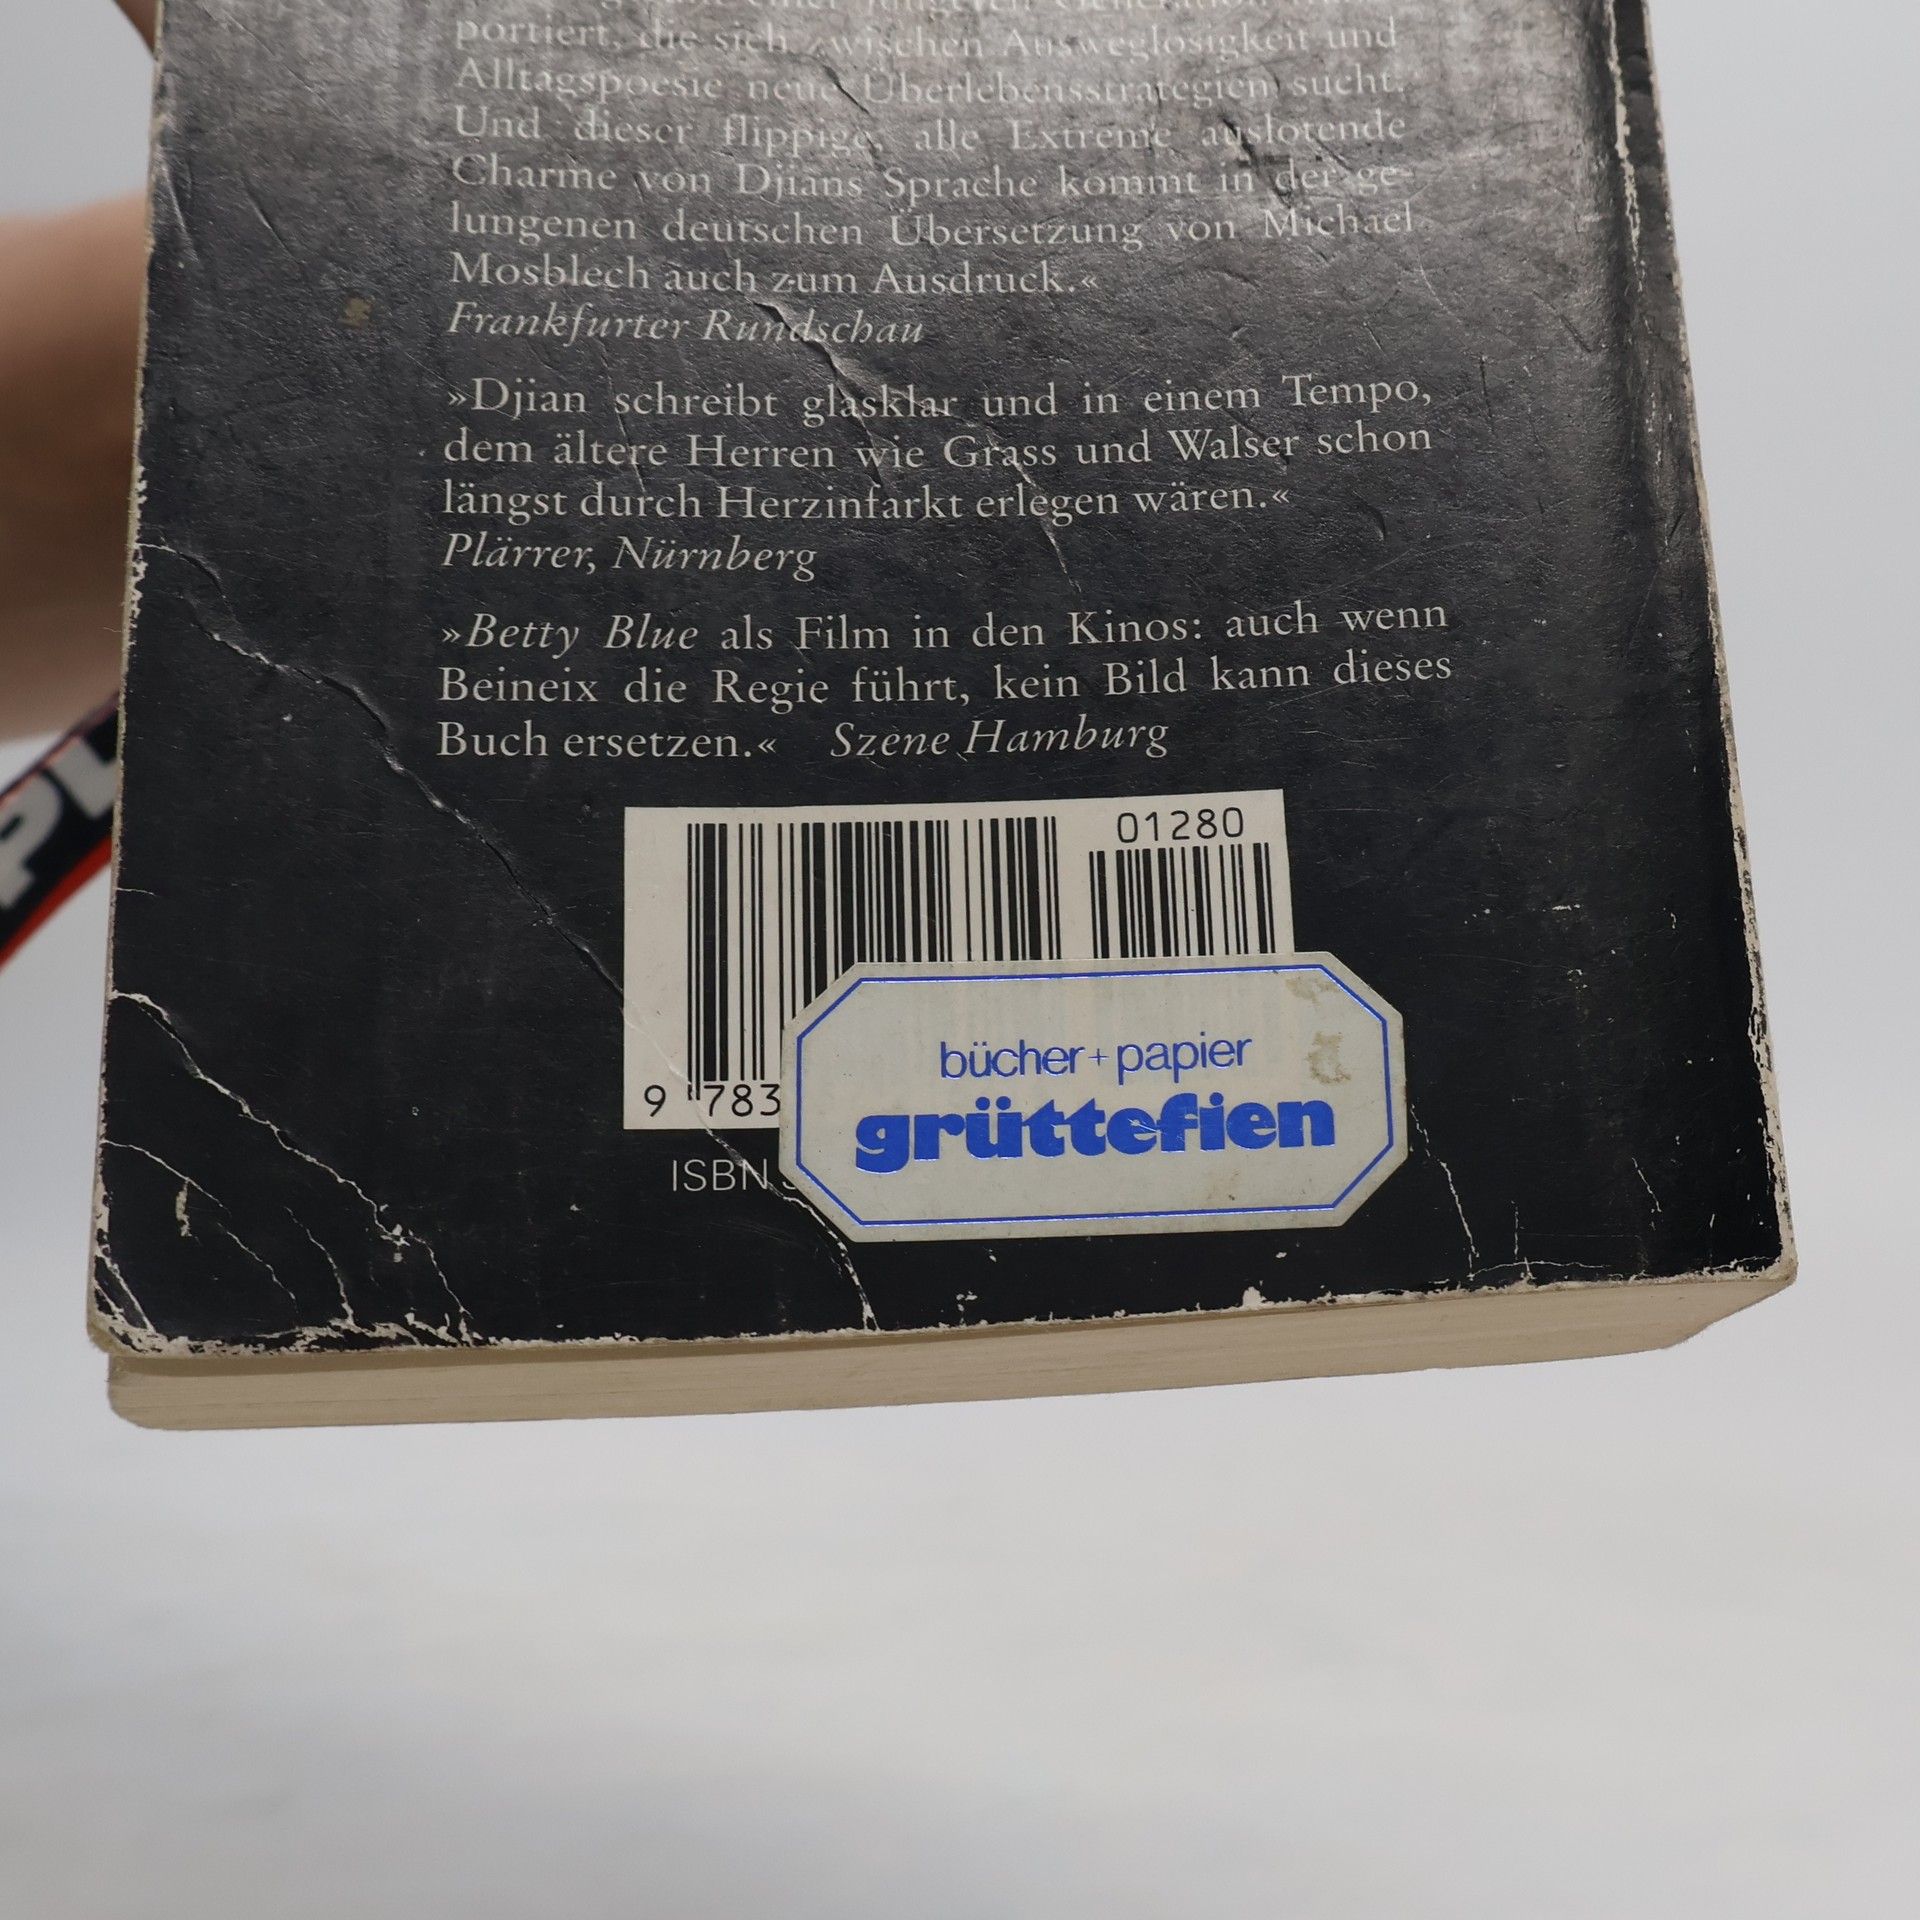 einer jüngeren Generation
portiert, die sich zwischen Ausweglosigkeit und
Alltagspoesie neue Überlebensstrategien sucht.
Und dieser flippige, alle Extreme auslotende
Charme von Djians Sprache kommt in der ge-
lungenen deutschen Übersetzung von Michael
Mosblech auch zum Ausdruck.«
Frankfurter Rundschau
»Djian schreibt glasklar und in einem Tempo,
dem ältere Herren wie Grass und Walser schon
längst durch Herzinfarkt erlegen wären.«
Plärrer, Nürnberg
»Betty Blue als Film in den Kinos: auch wenn
Beineix die Regie führt, kein Bild kann dieses
Buch ersetzen.« Szene Hamburg
01280
9 783
ISBN
bücher+papier
grüttefien